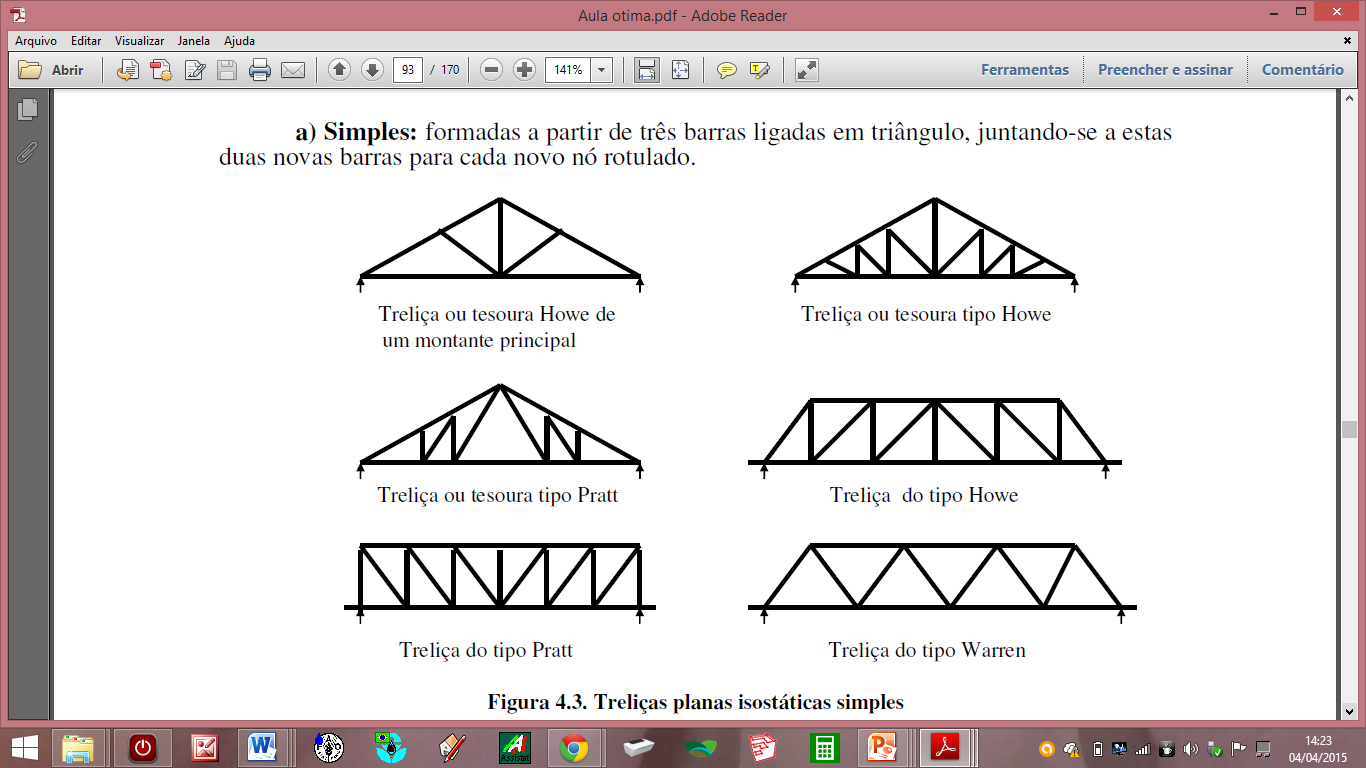 Aula otima.pdf - Adobe Reader
Arquivo Editar Visualizar Janela Ajuda
Abrir 93 / 170 141% Ferramentas Preencher e assinar Comentário
a) Simples: formadas a partir de três barras ligadas em triângulo, juntando-se a estas
duas novas barras para cada novo nó rotulado.
Treliça ou tesoura Howe de
um montante principal
Treliça ou tesoura tipo Howe
Treliça ou tesoura tipo Pratt
Treliça do tipo Howe
Treliça do tipo Pratt
Treliça do tipo Warren
Figura 4.3. Treliças planas isostáticas simples
Assistat
14:23
04/04/2015